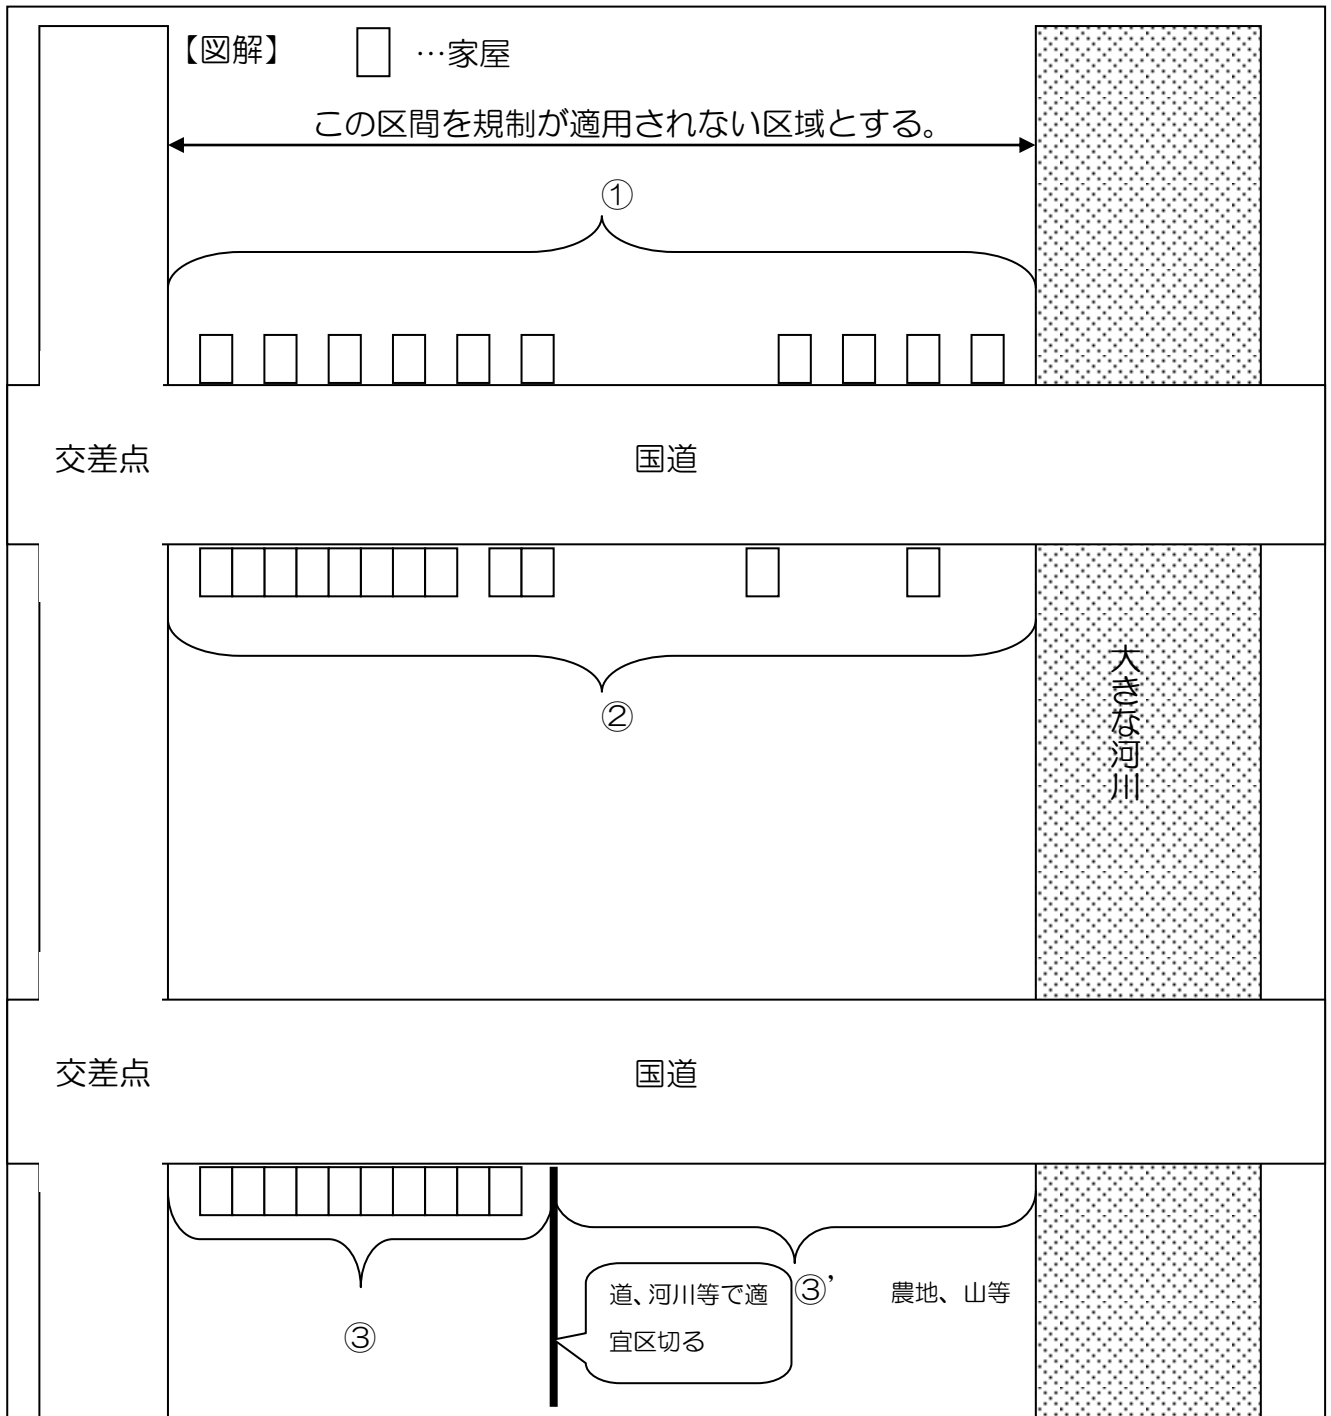 【図解】 …家屋
この区間を規制が適用されない区域とする。
①
交差点 国道
②
大きな河川
交差点 国道
③
道、河川等で適
宜区切る
③’ 農地、山等